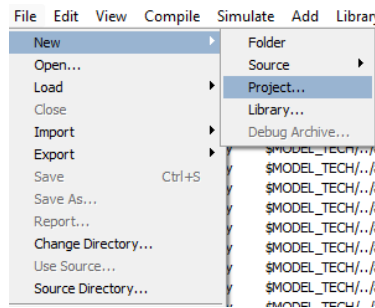 File Edit View Compile Simulate Add Librar
New
Folder
Open...
Source
Load
Project...
Close
Library...
Import
Debug Archive...
Export
y $MODEL_TECH/../
Save Ctrl+S
y $MODEL_TECH/../
Save As...
y $MODEL_TECH/../
Report...
y $MODEL_TECH/../
Change Directory...
y $MODEL_TECH/../
Use Source...
y $MODEL_TECH/../
Source Directory...
y $MODEL_TECH/../
$MODEL_TECH/../